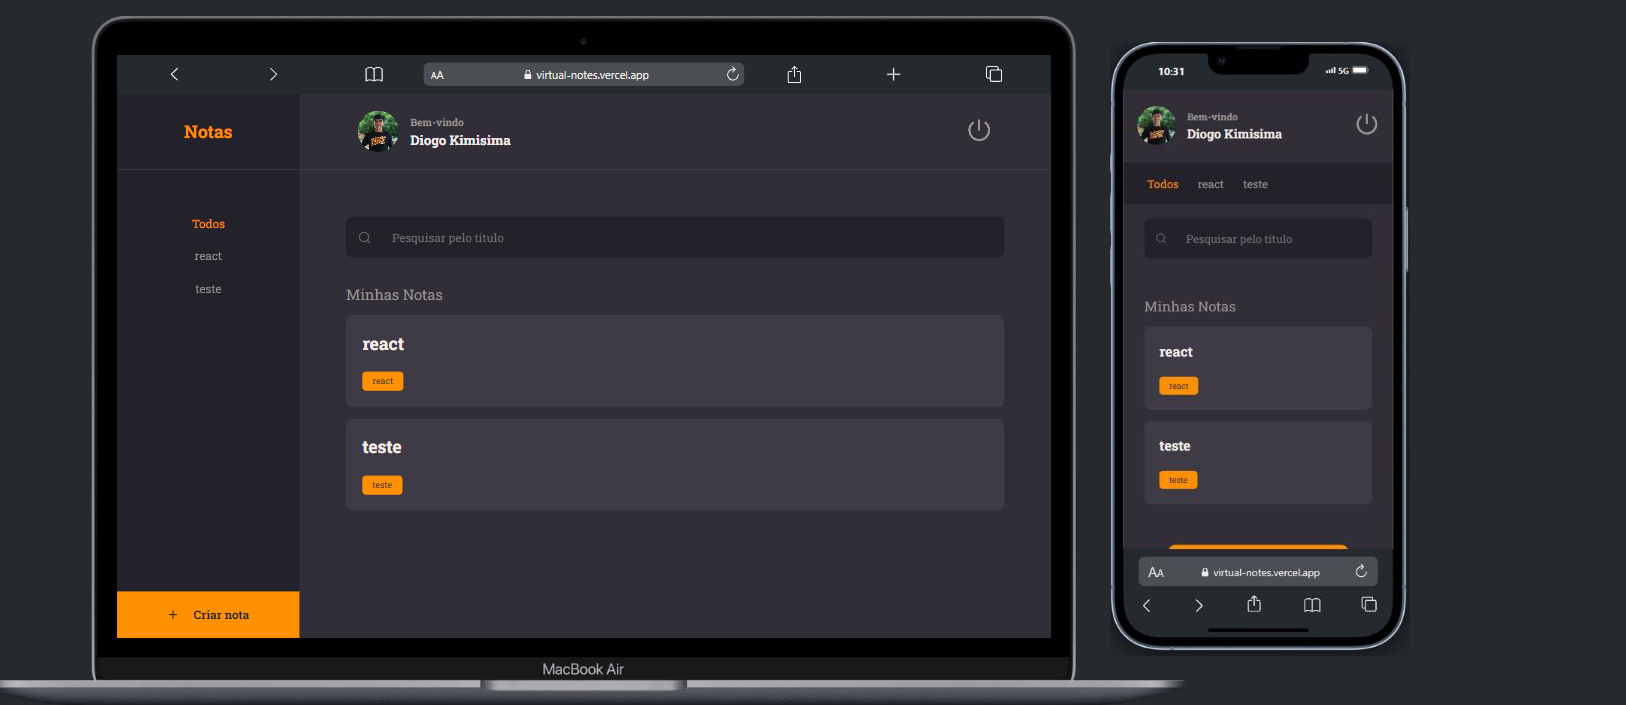 AA virtual-notes.vercel.app
Notas
Bem-vindo
Diogo Kimisima
Todos
react
teste
Pesquisar pelo título
Minhas Notas
react
react
teste
teste
+ Criar nota
MacBook Air
10:31
5G
Bem-vindo
Diogo Kimisima
Todos react teste
Pesquisar pelo título
Minhas Notas
react
react
teste
teste
AA virtual-notes.vercel.app